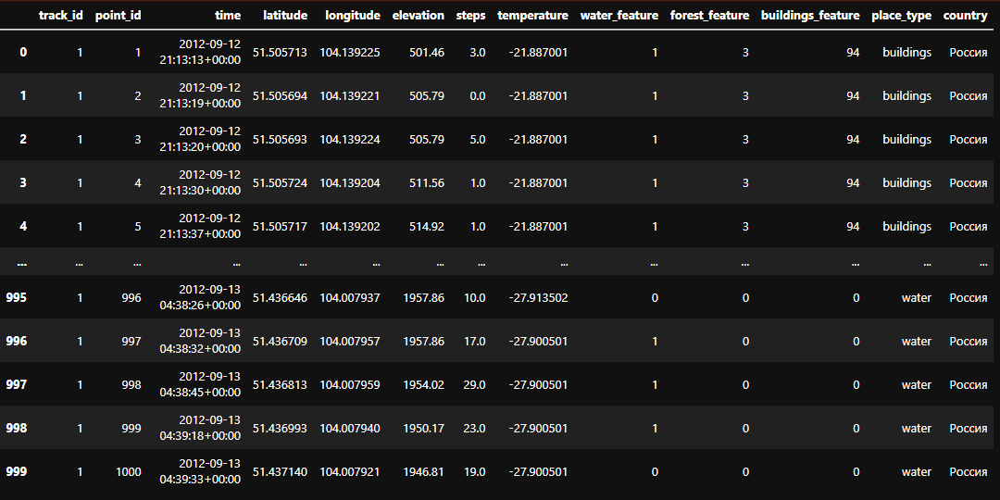 track_id point_id time latitude longitude elevation steps temperature water_feature forest_feature buildings_feature place_type country
0 1 1 2012-09-12 21:13:13+00:00 51.505713 104.139225 501.46 3.0 -21.887001 1 3 94 buildings Россия
1 1 2 2012-09-12 21:13:19+00:00 51.505694 104.139221 505.79 0.0 -21.887001 1 3 94 buildings Россия
2 1 3 2012-09-12 21:13:20+00:00 51.505693 104.139224 505.79 5.0 -21.887001 1 3 94 buildings Россия
3 1 4 2012-09-12 21:13:30+00:00 51.505724 104.139204 511.56 1.0 -21.887001 1 3 94 buildings Россия
4 1 5 2012-09-12 21:13:37+00:00 51.505717 104.139202 514.92 1.0 -21.887001 1 3 94 buildings Россия
... ... ... ... ... ... ... ... ... ... ... ... ... ...
995 1 996 2012-09-13 04:38:26+00:00 51.436646 104.007937 1957.86 10.0 -27.913502 0 0 0 water Россия
996 1 997 2012-09-13 04:38:32+00:00 51.436709 104.007957 1957.86 17.0 -27.900501 1 0 0 water Россия
997 1 998 2012-09-13 04:38:45+00:00 51.436813 104.007959 1954.02 29.0 -27.900501 1 0 0 water Россия
998 1 999 2012-09-13 04:39:18+00:00 51.436993 104.007940 1950.17 23.0 -27.900501 1 0 0 water Россия
999 1 1000 2012-09-13 04:39:33+00:00 51.437140 104.007921 1946.81 19.0 -27.900501 0 0 0 water Россия